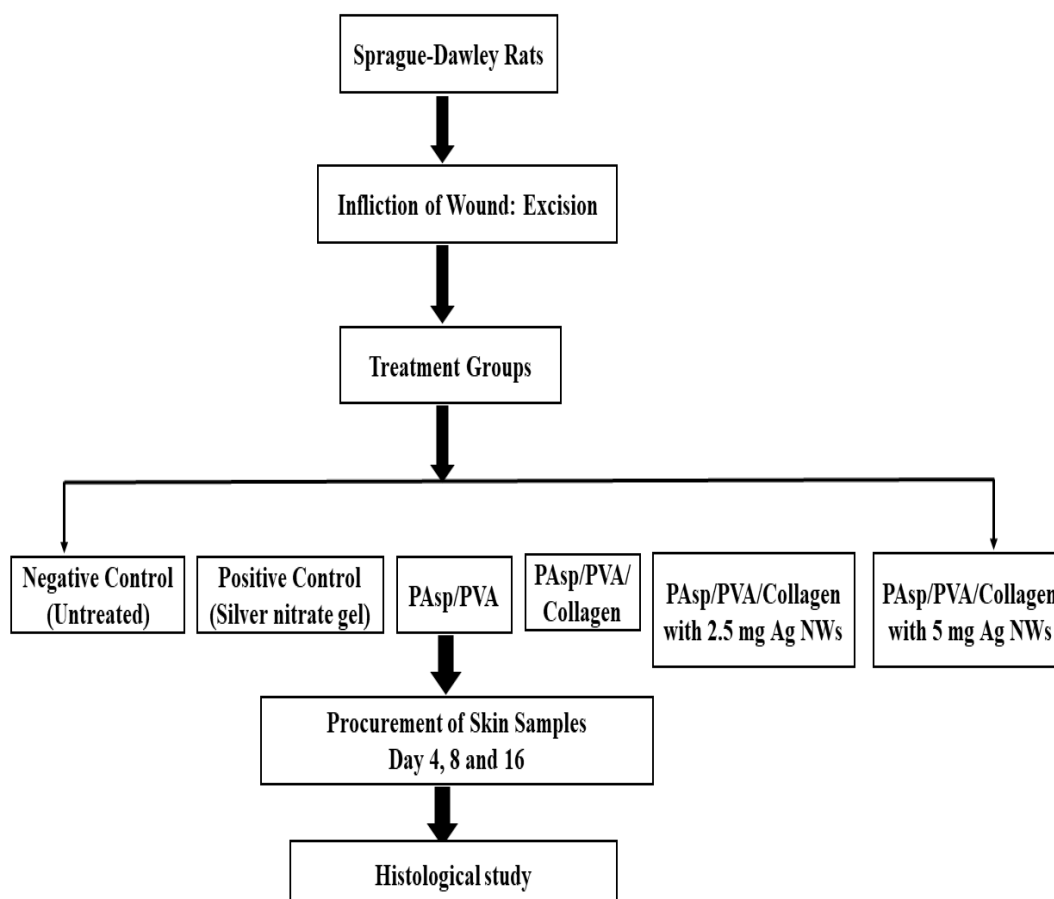 Sprague-Dawley Rats
Infliction of Wound: Excision
Treatment Groups
Negative Control
(Untreated)
Positive Control
(Silver nitrate gel)
PAsp/PVA
PAsp/PVA/
Collagen
PAsp/PVA/Collagen
with 2.5 mg Ag NWs
PAsp/PVA/Collagen
with 5 mg Ag NWs
Procurement of Skin Samples
Day 4, 8 and 16
Histological study